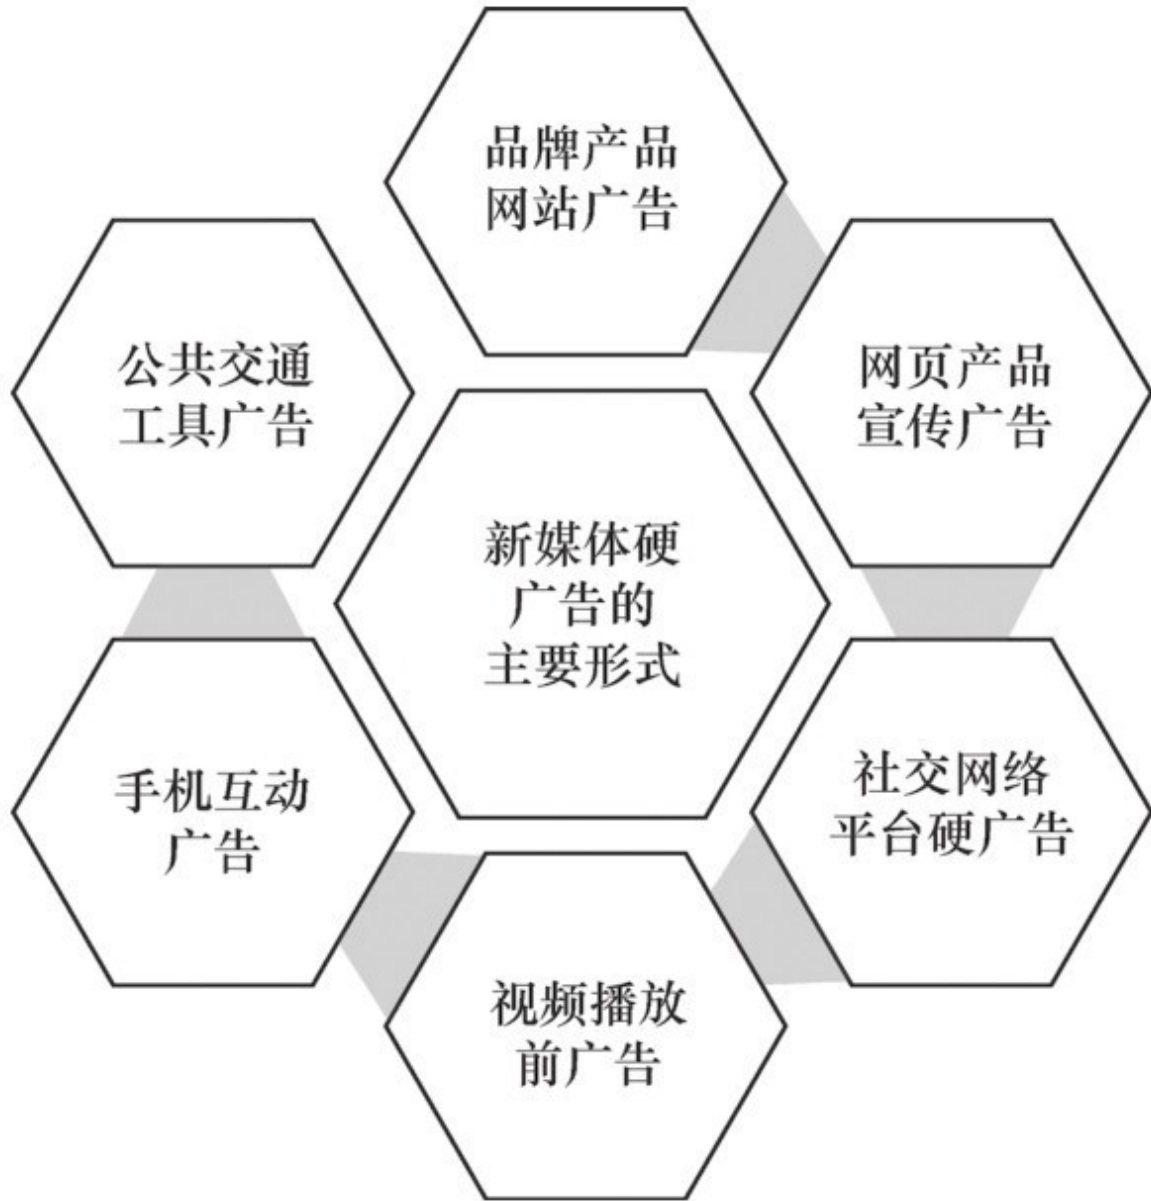 品牌产品
网站广告
公共交通
工具广告
网页产品
宣传广告
新媒体硬
广告的
主要形式
手机互动
广告
社交网络
平台硬广告
视频播放
前广告